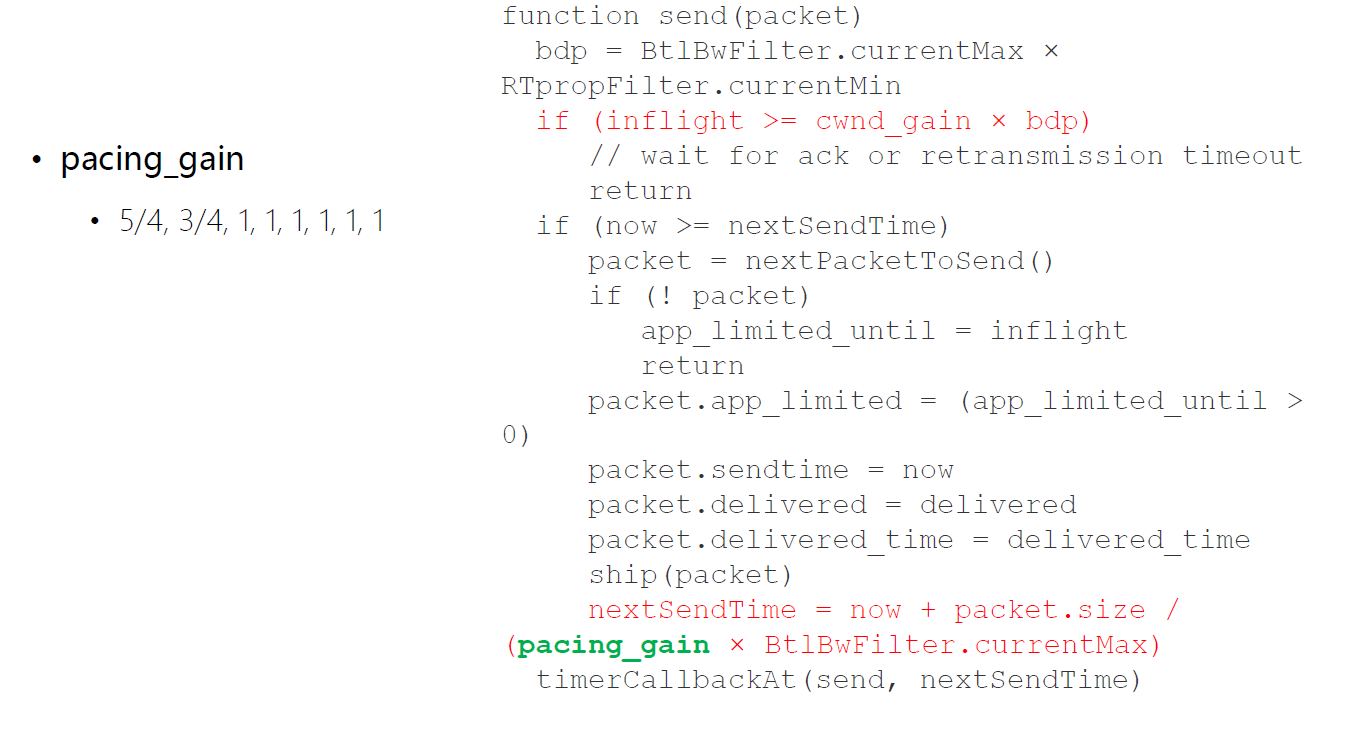 • pacing_gain
• 5/4, 3/4, 1, 1, 1, 1, 1, 1
function send(packet)
bdp = BtlBwFilter.currentMax ×
RTpropFilter.currentMin
if (inflight >= cwnd_gain × bdp)
// wait for ack or retransmission timeout
return
if (now >= nextSendTime)
packet = nextPacketToSend()
if (! packet)
app_limited_until = inflight
return
packet.app_limited = (app_limited_until >
0)
packet.sendtime = now
packet.delivered = delivered
packet.delivered_time = delivered_time
ship(packet)
nextSendTime = now + packet.size /
(pacing_gain × BtlBwFilter.currentMax)
timerCallbackAt(send, nextSendTime)